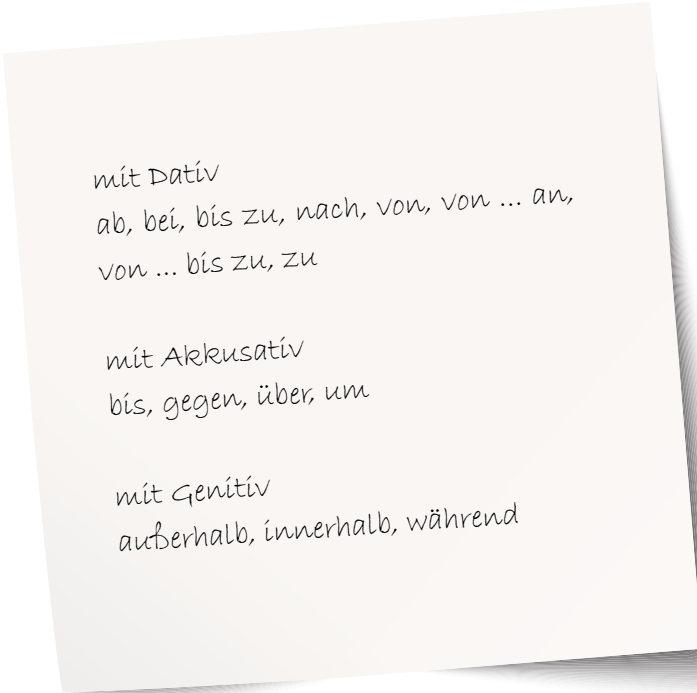 mit Dativ
ab, bei, bis zu, nach, von, von ... an,
von ... bis zu, zu
mit Akkusativ
bis, gegen, über, um
mit Genitiv
außerhalb, innerhalb, während